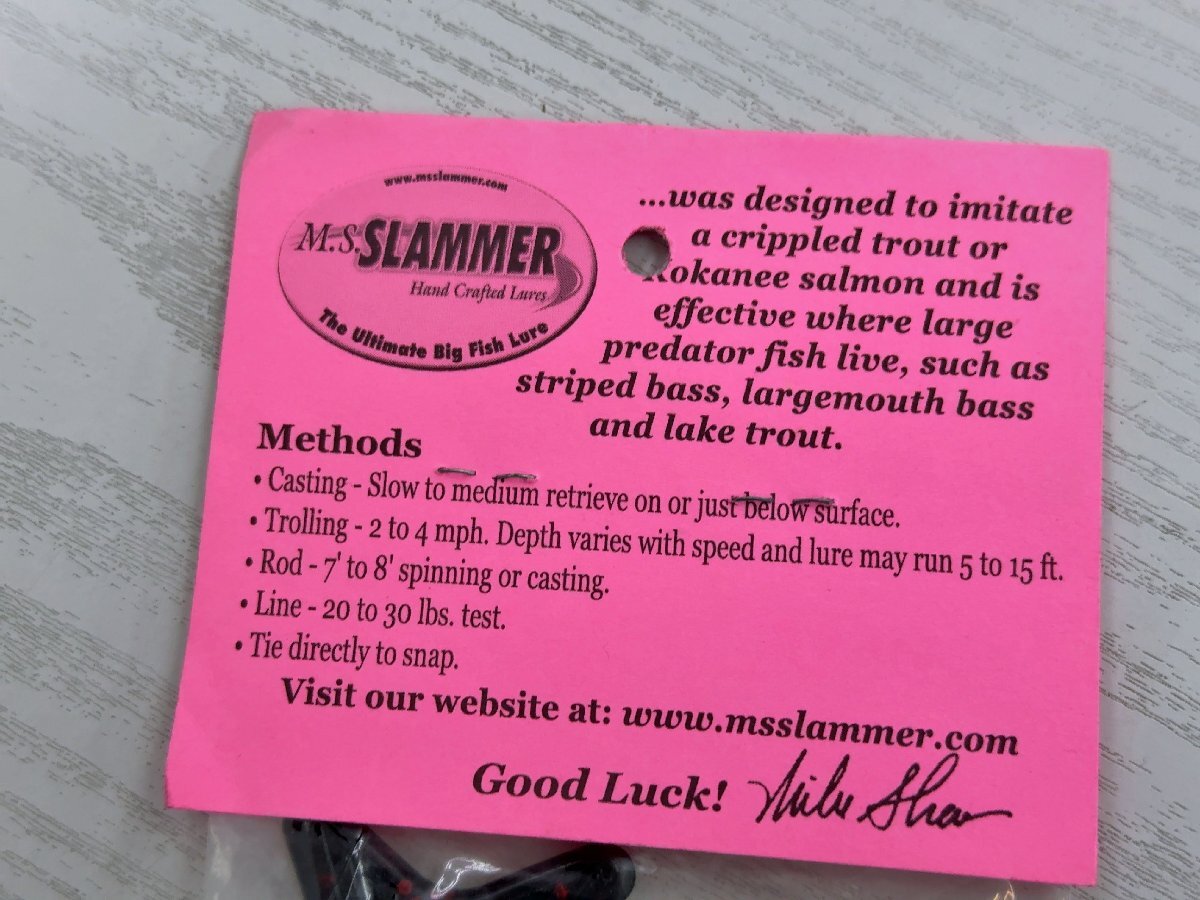 www.msslammer.com
M.S. SLAMMER
Hand Crafted Lures
The Ultimate Big Fish Lure
...was designed to imitate
a crippled trout or
Kokanee salmon and is
effective where large
predator fish live, such as
striped bass, largemouth bass
and lake trout.
Methods
• Casting - Slow to medium retrieve on or just below surface.
• Trolling - 2 to 4 mph. Depth varies with speed and lure may run 5 to 15 ft.
• Rod - 7' to 8' spinning or casting.
• Line - 20 to 30 lbs. test.
• Tie directly to snap.
Visit our website at: www.msslammer.com
Good Luck! Mike Shaw